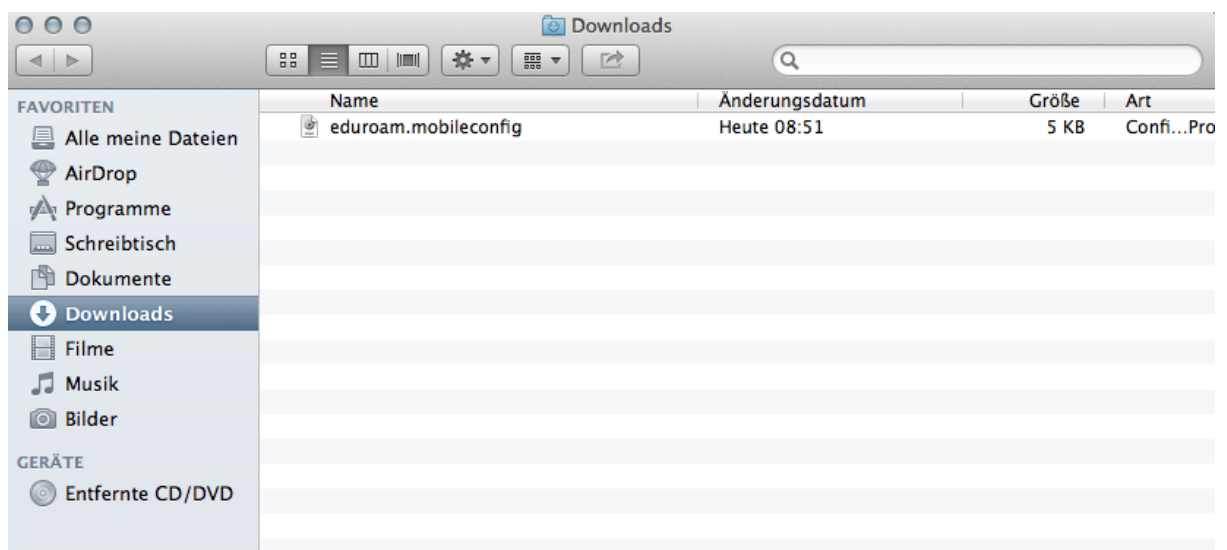 Downloads
FAVORITEN
Alle meine Dateien
AirDrop
Programme
Schreibtisch
Dokumente
Downloads
Filme
Musik
Bilder
GERÄTE
Entfernte CD/DVD
Name Änderungsdatum Größe Art
eduroam.mobileconfig Heute 08:51 5 KB Confi...Pro